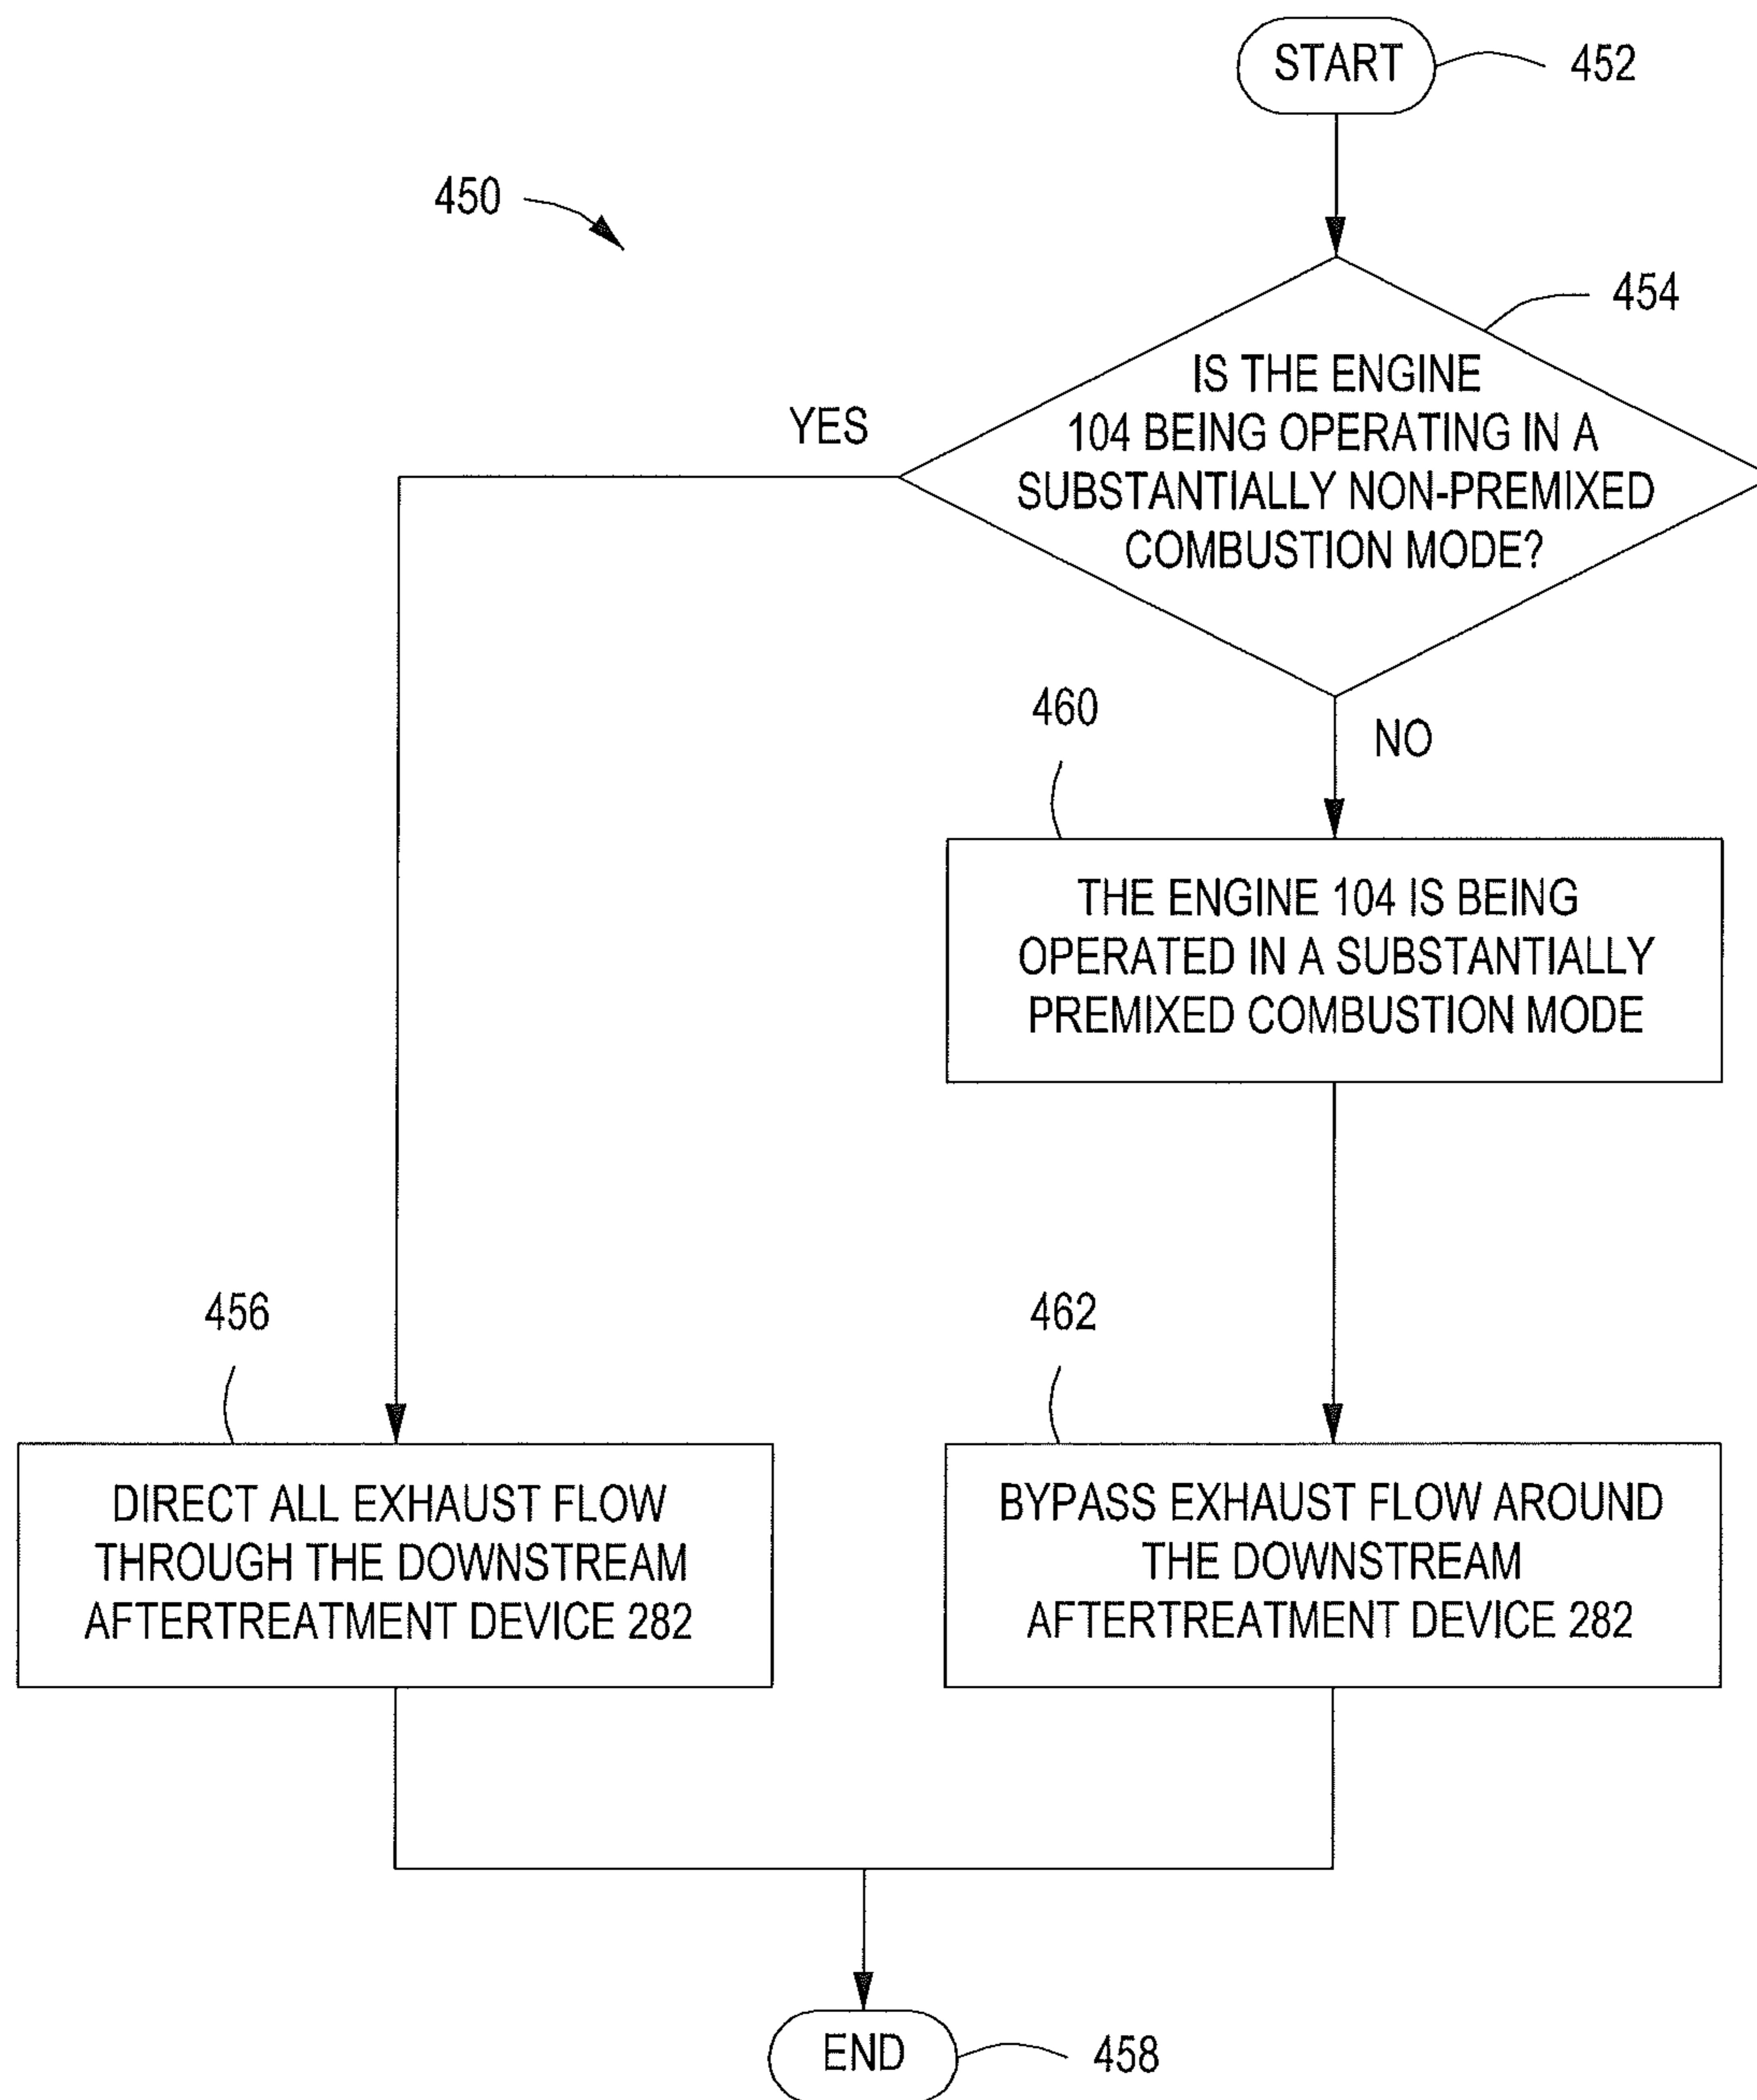 START
452
450
454
IS THE ENGINE
104 BEING OPERATING IN A
SUBSTANTIALLY NON-PREMIXED
COMBUSTION MODE?
YES
NO
460
THE ENGINE 104 IS BEING
OPERATED IN A SUBSTANTIALLY
PREMIXED COMBUSTION MODE
456
DIRECT ALL EXHAUST FLOW
THROUGH THE DOWNSTREAM
AFTERTREATMENT DEVICE 282
462
BYPASS EXHAUST FLOW AROUND
THE DOWNSTREAM
AFTERTREATMENT DEVICE 282
END
458